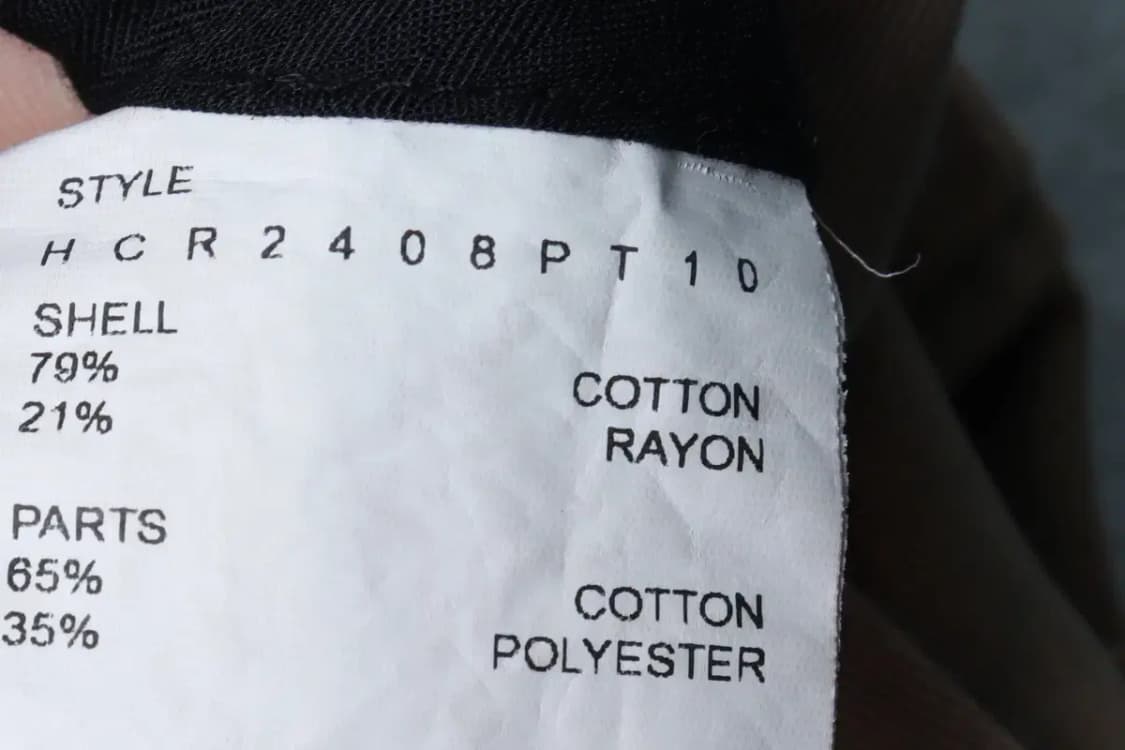 STYLE
H C R 2 4 0 8 P T 1 0
SHELL
79% COTTON
21% RAYON
PARTS
65% COTTON
35% POLYESTER